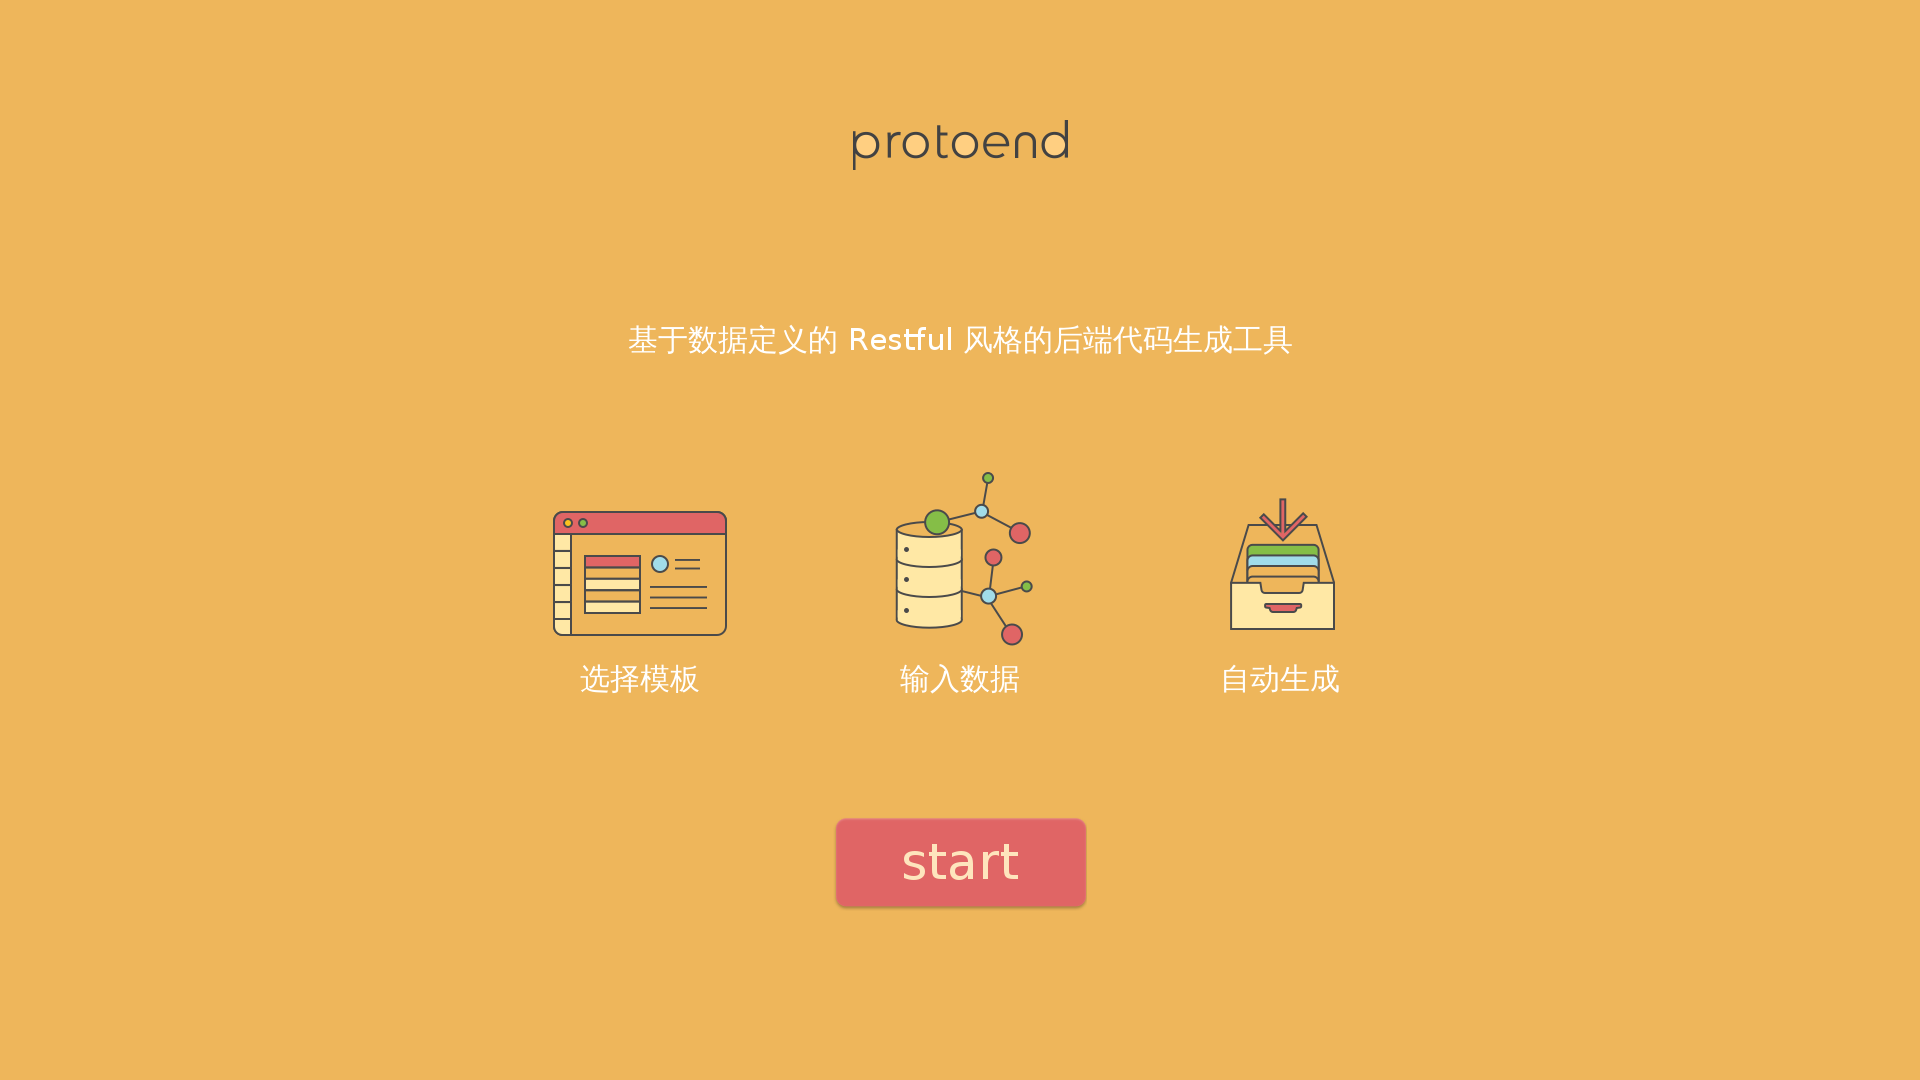 protoend
基于数据定义的 Restful 风格的后端代码生成工具
选择模板
输入数据
自动生成
start